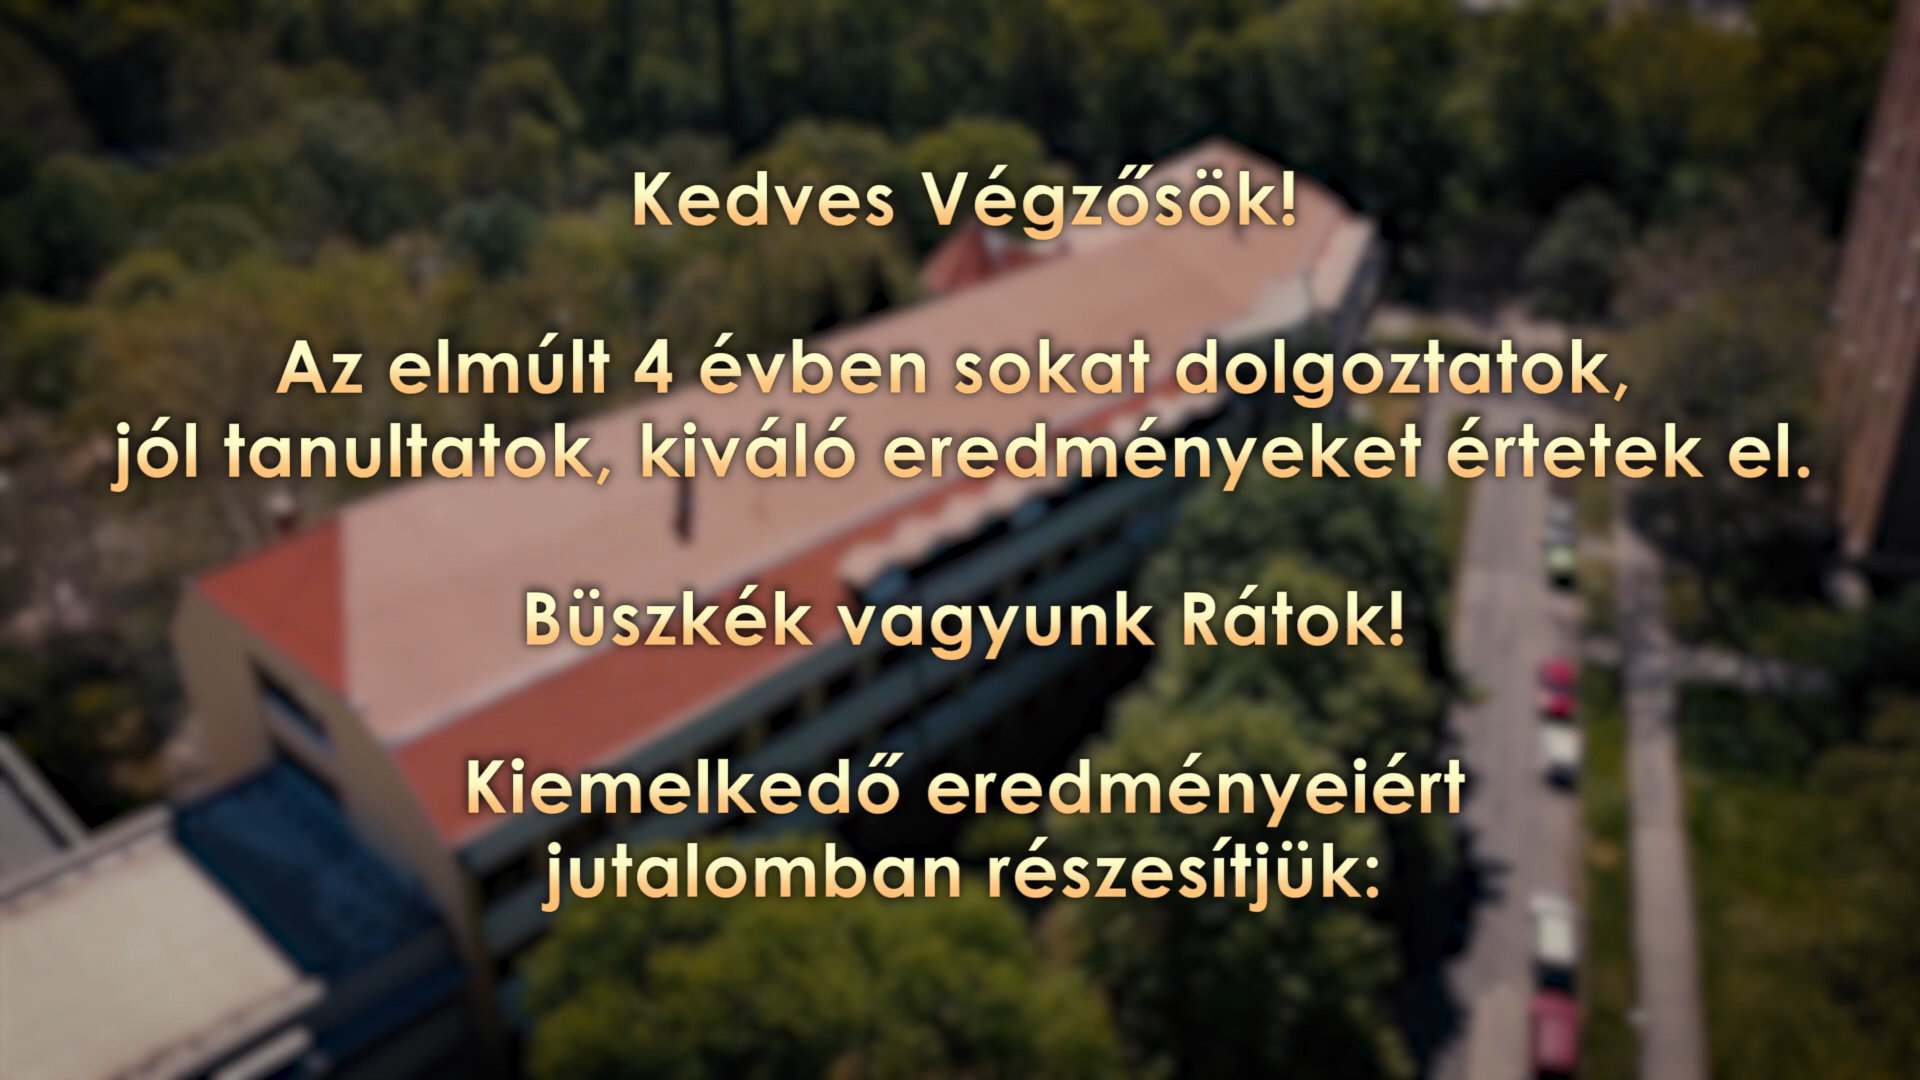 Kedves Végzősök!
Az elmúlt 4 évben sokat dolgoztatok,
jól tanultatok, kiváló eredményeket értetek el.
Büszkék vagyunk Rátok!
Kiemelkedő eredményeiért
jutalomban részesítjük: